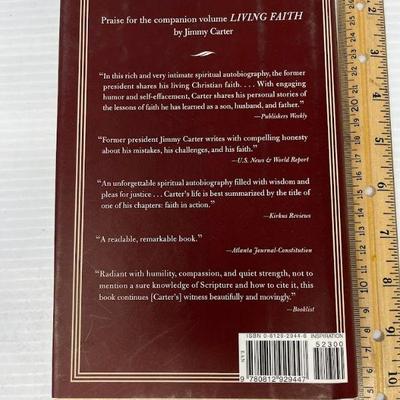 Praise for the companion volume LIVING FAITH
by Jimmy Carter
“In this rich and very intimate spiritual autobiography, the former
president shares his living Christian faith. . . . With engaging
humor and self-effacement, Carter shares his personal stories of
the lessons of faith he has learned as a son, husband, and father.”
—Publishers Weekly
“Former president Jimmy Carter writes with compelling honesty
about his mistakes, his challenges, and his faith.”
—U.S. News & World Report
“An unforgettable spiritual autobiography filled with wisdom and
pleas for justice . . . Carter's life is best summarized by the title of
one of his chapters: faith in action.”
—Kirkus Reviews
“A readable, remarkable book.”
—Atlanta Journal-Constitution
“Radiant with humility, compassion, and quiet strength, not to
mention a sure knowledge of Scripture and how to cite it, this
book continues [Carter's] witness beautifully and movingly.”
—Booklist
ISBN 0-8129-2944-6 INSPIRATION
52300
EAN
9 780812 929447